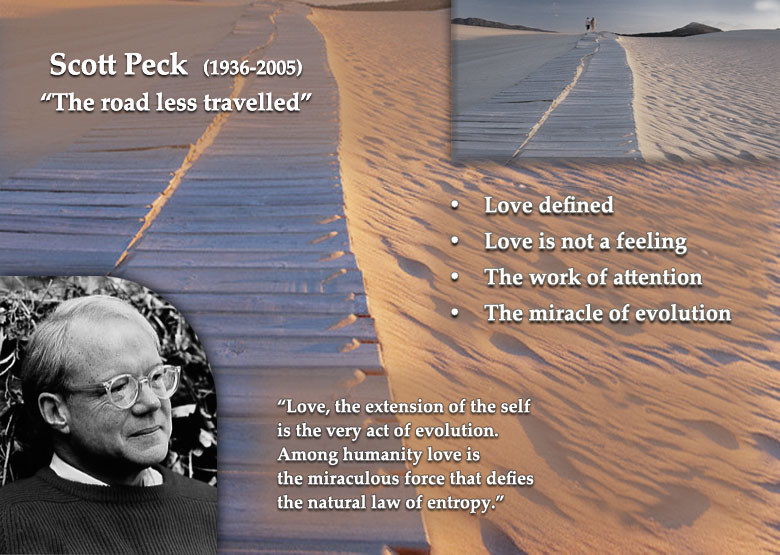 Scott Peck (1936-2005)
“The road less travelled”
• Love defined
• Love is not a feeling
• The work of attention
• The miracle of evolution
“Love, the extension of the self
is the very act of evolution.
Among humanity love is
the miraculous force that defies
the natural law of entropy.”